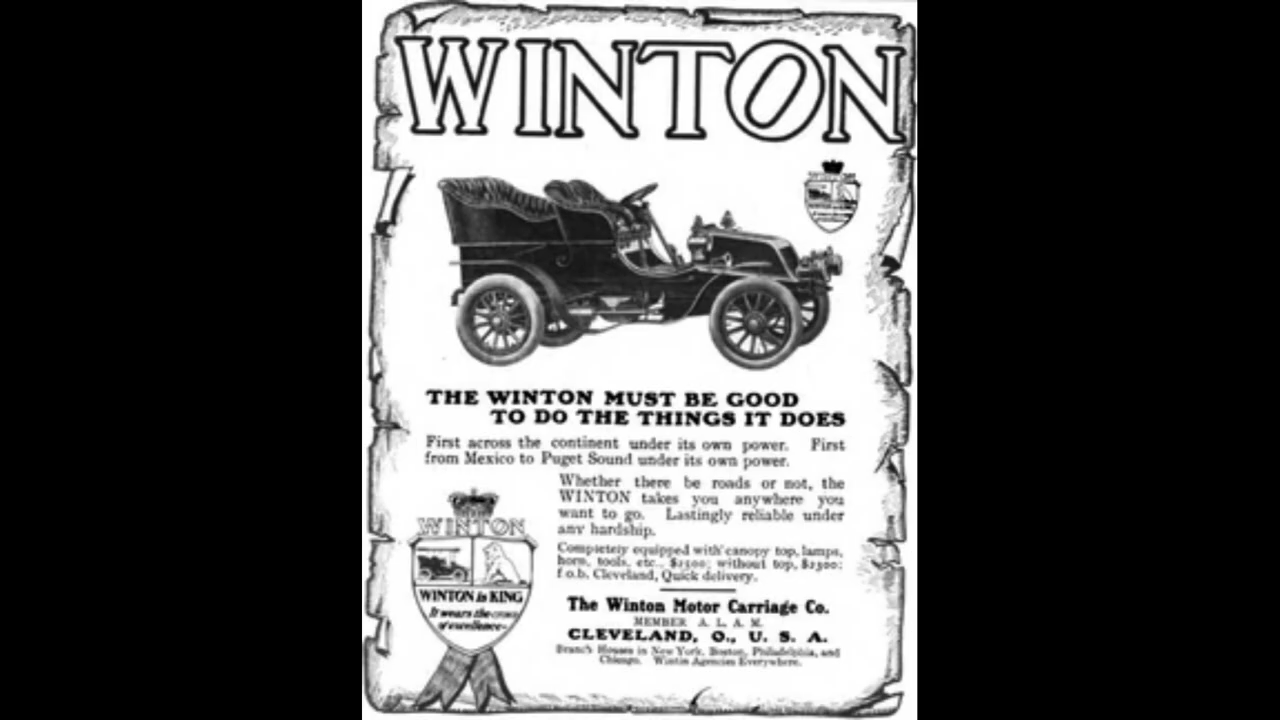 WINTON
THE WINTON MUST BE GOOD
TO DO THE THINGS IT DOES
First across the continent under its own power. First
from Mexico to Puget Sound under its own power.
Whether there be roads or not, the
WINTON takes you anywhere you
want to go. Lastingly reliable under
any hardship.
Completely equipped with canopy top, lamps,
horn, tools, etc., without top,
f.o.b. Cleveland, Quick delivery.
WINTON
WINTON is KING
It wears the crown
of excellence-
The Winton Motor Carriage Co.
MEMBER A. L. A. M.
CLEVELAND, O., U. S. A.
Branch Houses in New York, Boston, Philadelphia, and
Chicago. Winton Agencies Everywhere.